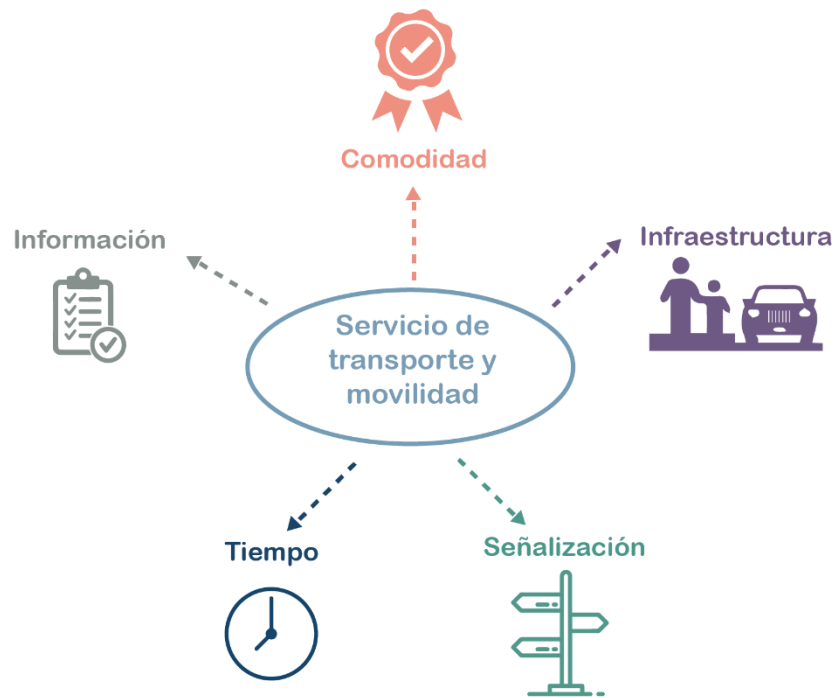 Comodidad
Información
Infraestructura
Servicio de
transporte y
movilidad
Tiempo
Señalización